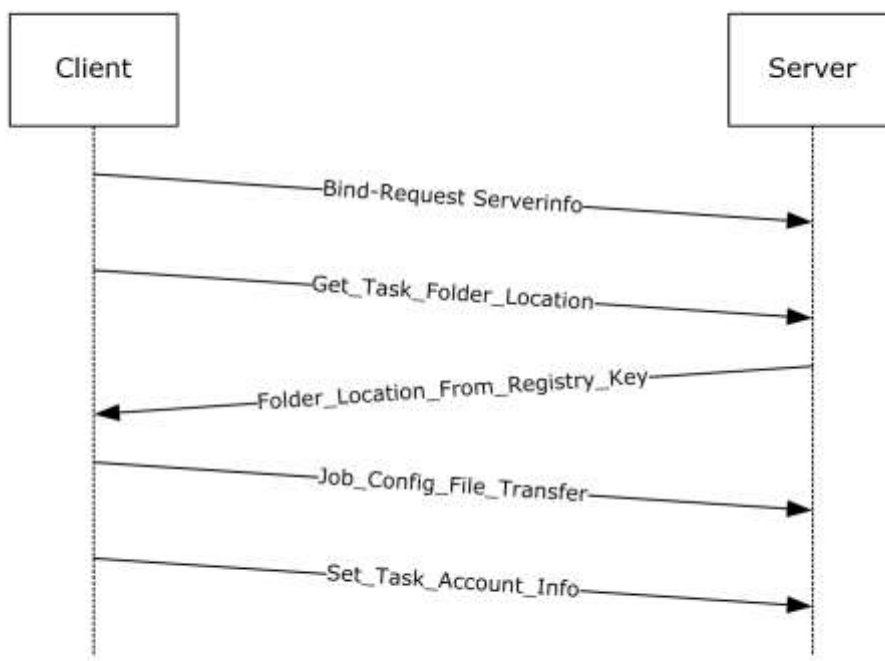 Client
Server
Bind-Request Serverinfo
Get_Task_Folder_Location
Folder_Location_From_Registry_Key
Job_Config_File_Transfer
Set_Task_Account_Info